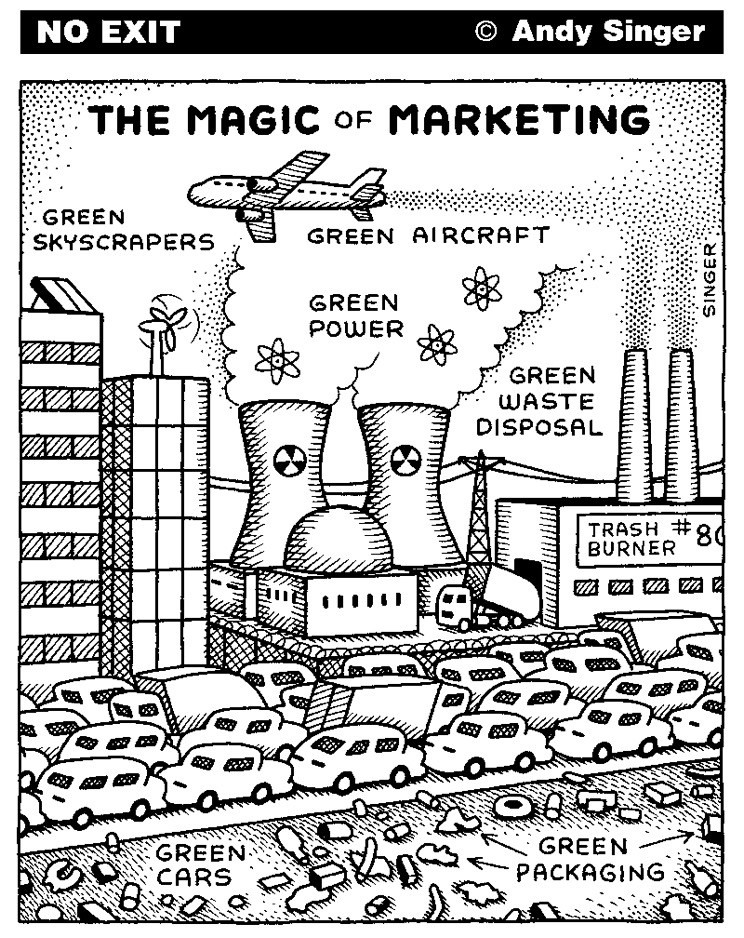 NO EXIT
© Andy Singer
THE MAGIC OF MARKETING
GREEN
SKYSCRAPERS
GREEN AIRCRAFT
GREEN
POWER
SINGER
GREEN
WASTE
DISPOSAL
TRASH #80
BURNER
GREEN
CARS
GREEN
PACKAGING